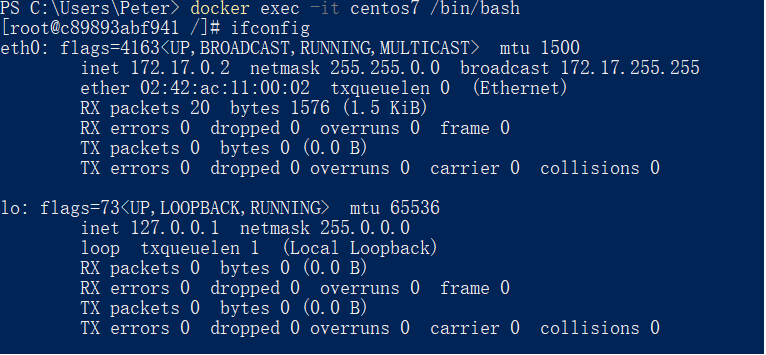 PS C:\Users\Peter> docker exec -it centos7 /bin/bash
[root@c89893abf941 /]# ifconfig
eth0: flags=4163<UP,BROADCAST,RUNNING,MULTICAST>  mtu 1500
        inet 172.17.0.2  netmask 255.255.0.0  broadcast 172.17.255.255
        ether 02:42:ac:11:00:02  txqueuelen 0  (Ethernet)
        RX packets 20  bytes 1576 (1.5 KiB)
        RX errors 0  dropped 0  overruns 0  frame 0
        TX packets 0  bytes 0 (0.0 B)
        TX errors 0  dropped 0 overruns 0  carrier 0  collisions 0

lo: flags=73<UP,LOOPBACK,RUNNING>  mtu 65536
        inet 127.0.0.1  netmask 255.0.0.0
        loop  txqueuelen 1  (Local Loopback)
        RX packets 0  bytes 0 (0.0 B)
        RX errors 0  dropped 0  overruns 0  frame 0
        TX packets 0  bytes 0 (0.0 B)
        TX errors 0  dropped 0 overruns 0  carrier 0  collisions 0